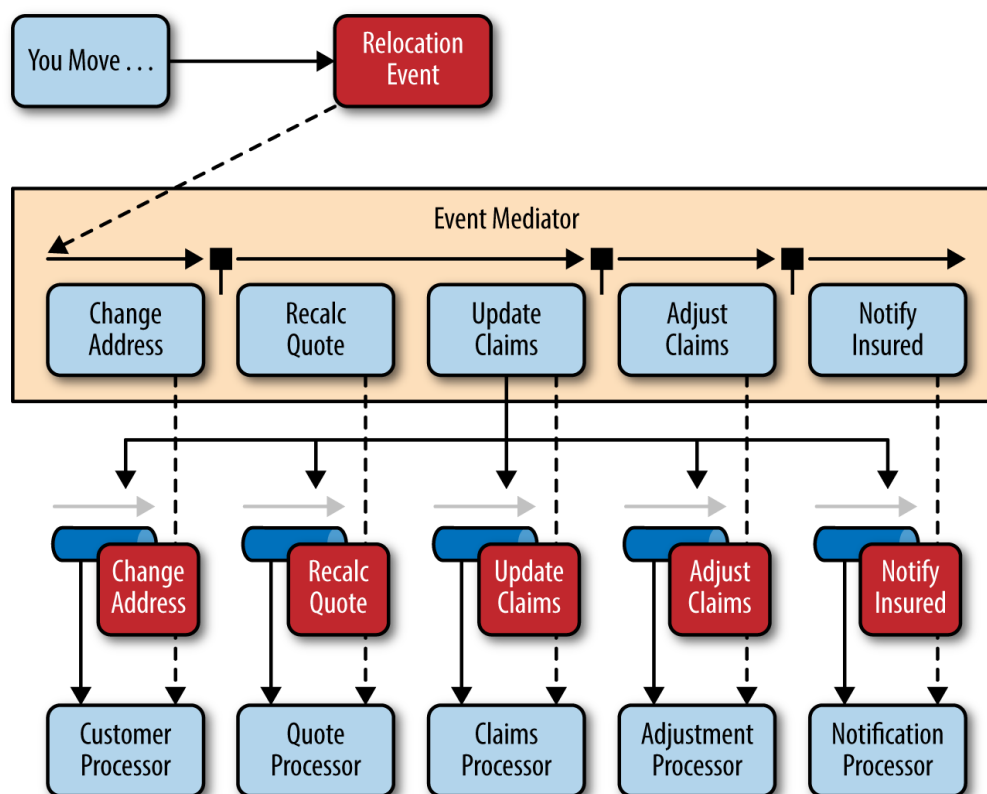 You Move . . .
Relocation
Event
Event Mediator
Change
Address
Recalc
Quote
Update
Claims
Adjust
Claims
Notify
Insured
Change
Address
Recalc
Quote
Update
Claims
Adjust
Claims
Notify
Insured
Customer
Processor
Quote
Processor
Claims
Processor
Adjustment
Processor
Notification
Processor